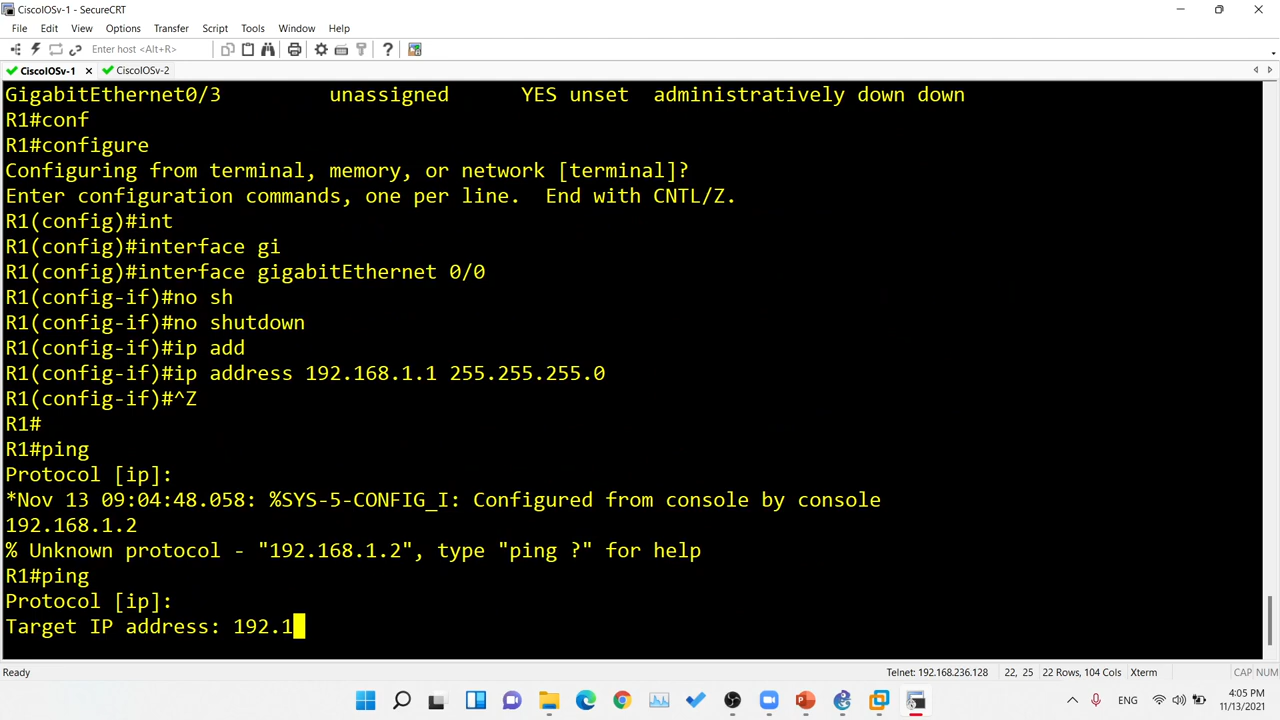 CiscoIOSv-1 - SecureCRT
File Edit View Options Transfer Script Tools Window Help
Enter host <Alt+R>
CiscoIOSv-1 CiscoIOSv-2
GigabitEthernet0/3 unassigned YES unset administratively down down
R1#conf
R1#configure
Configuring from terminal, memory, or network [terminal]?
Enter configuration commands, one per line. End with CNTL/Z.
R1(config)#int
R1(config)#interface gi
R1(config)#interface gigabitEthernet 0/0
R1(config-if)#no sh
R1(config-if)#no shutdown
R1(config-if)#ip add
R1(config-if)#ip address 192.168.1.1 255.255.255.0
R1(config-if)#^Z
R1#
R1#ping
Protocol [ip]:
*Nov 13 09:04:48.058: %SYS-5-CONFIG_I: Configured from console by console
192.168.1.2
% Unknown protocol - "192.168.1.2", type "ping ?" for help
R1#ping
Protocol [ip]:
Target IP address: 192.1
Ready Telnet: 192.168.236.128 22, 25 22 Rows, 104 Cols Xterm CAP NUM
ENG 4:05 PM
11/13/2021